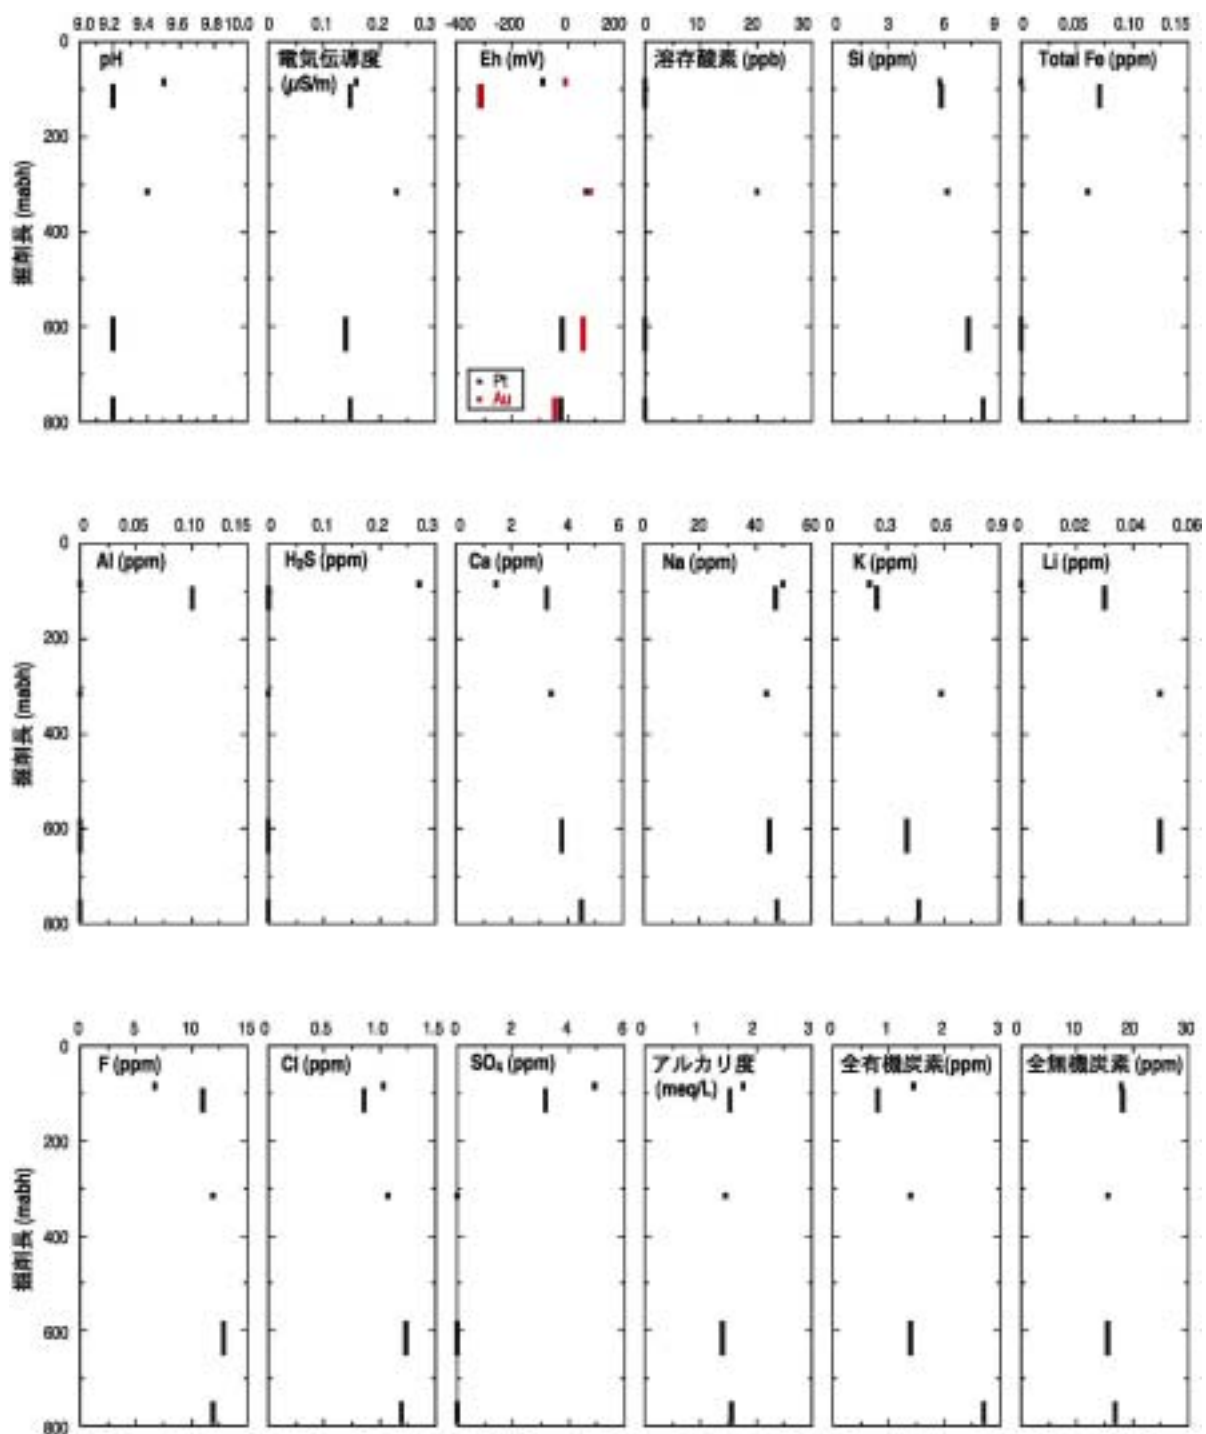 9.0 9.2 9.4 9.6 9.8 10.0
0 0.1 0.2 0.3
-400 -200 0 200
0 10 20 30
0 3 6 9
0 0.05 0.10 0.15
pH
電気伝導度
(μS/m)
Eh (mV)
溶存酸素 (ppb)
Si (ppm)
Total Fe (ppm)
Pt
Au
0
200
400
600
800
掘削長 (mabh)
0 0.05 0.10 0.15
0 0.1 0.2 0.3
0 2 4 6
0 20 40 60
0 0.3 0.6 0.9
0 0.02 0.04 0.06
Al (ppm)
H₂S (ppm)
Ca (ppm)
Na (ppm)
K (ppm)
Li (ppm)
0
200
400
600
800
掘削長 (mabh)
0 5 10 15
0 0.5 1.0 1.5
0 2 4 6
0 1 2 3
0 1 2 3
0 10 20 30
F (ppm)
Cl (ppm)
SO₄ (ppm)
アルカリ度
(meq/L)
全有機炭素(ppm)
全無機炭素 (ppm)
0
200
400
600
800
掘削長 (mabh)